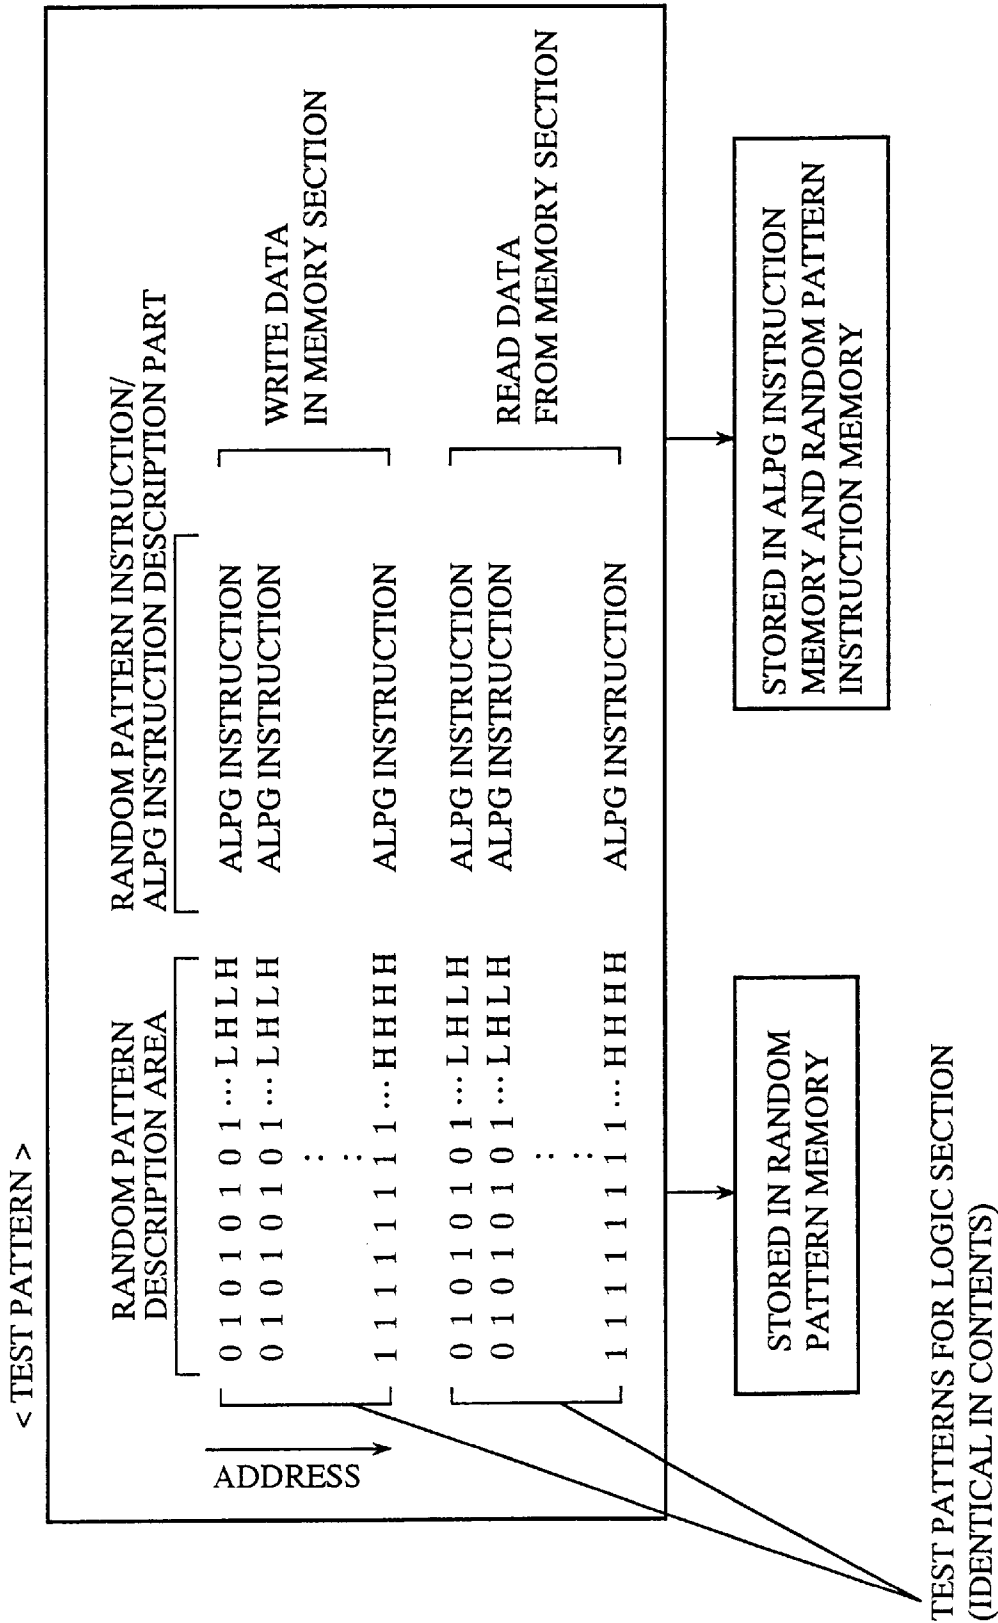 < TEST PATTERN >
RANDOM PATTERN
DESCRIPTION AREA
RANDOM PATTERN INSTRUCTION/
ALPG INSTRUCTION DESCRIPTION PART
ADDRESS
0 1 0 1 0 1 0 1 ... L H L H ALPG INSTRUCTION
0 1 0 1 0 1 0 1 ... L H L H ALPG INSTRUCTION
: :
1 1 1 1 1 1 1 1 ... H H H H ALPG INSTRUCTION
WRITE DATA
IN MEMORY SECTION
0 1 0 1 0 1 0 1 ... L H L H ALPG INSTRUCTION
0 1 0 1 0 1 0 1 ... L H L H ALPG INSTRUCTION
: :
1 1 1 1 1 1 1 1 ... H H H H ALPG INSTRUCTION
READ DATA
FROM MEMORY SECTION
STORED IN RANDOM
PATTERN MEMORY
STORED IN ALPG INSTRUCTION
MEMORY AND RANDOM PATTERN
INSTRUCTION MEMORY
TEST PATTERNS FOR LOGIC SECTION
(IDENTICAL IN CONTENTS)